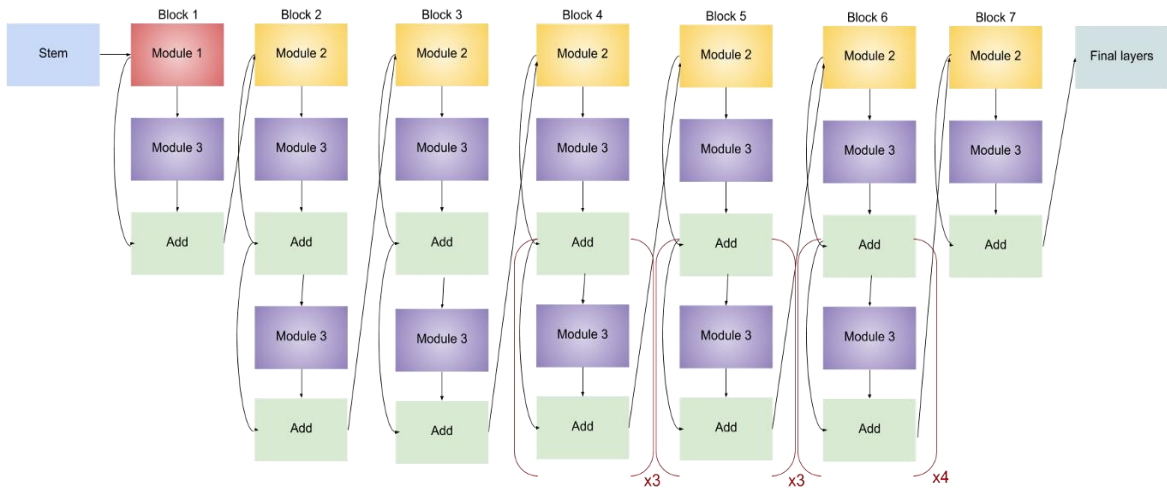 Block 1
Block 2
Block 3
Block 4
Block 5
Block 6
Block 7
Stem
Module 1
Module 2
Module 2
Module 2
Module 2
Module 2
Module 2
Final layers
Module 3
Module 3
Module 3
Module 3
Module 3
Module 3
Module 3
Add
Add
Add
Add
Add
Add
Add
Module 3
Module 3
Module 3
Module 3
Module 3
Add
Add
Add
Add
Add
x3
x3
x4